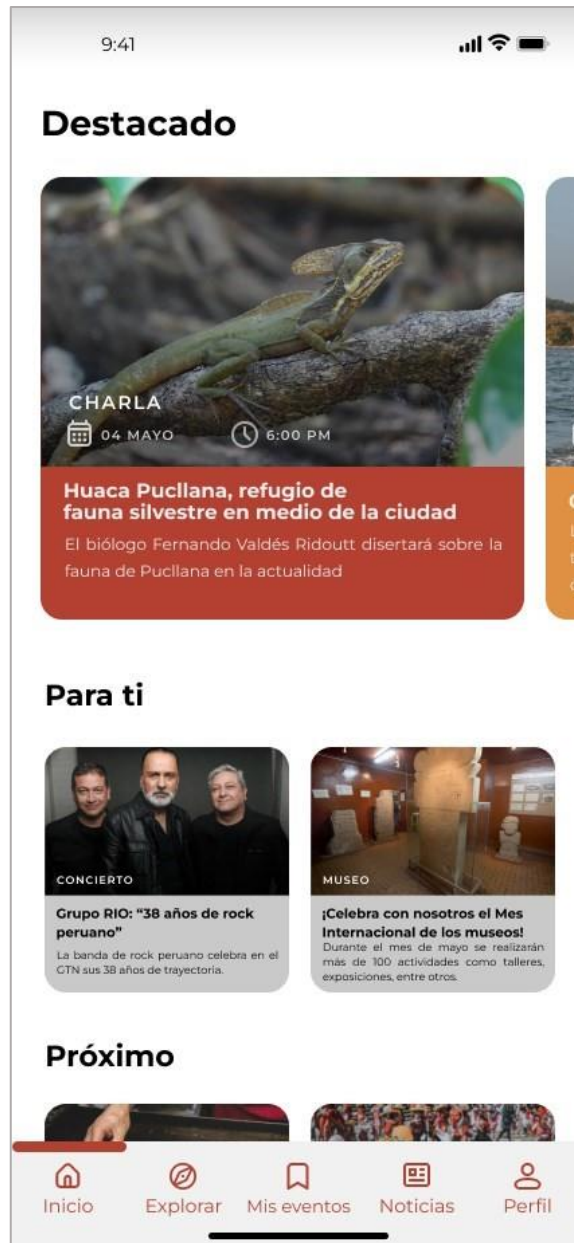 9:41
Destacado
CHARLA
04 MAYO
6:00 PM
Huaca Pucllana, refugio de
fauna silvestre en medio de la ciudad
El biólogo Fernando Valdés Ridoutt disertará sobre la
fauna de Pucllana en la actualidad
Para ti
CONCIERTO
Grupo RIO: “38 años de rock
peruano”
La banda de rock peruano celebra en el
GTN sus 38 años de trayectoria.
MUSEO
¡Celebra con nosotros el Mes
Internacional de los museos!
Durante el mes de mayo se realizarán
más de 100 actividades como talleres,
exposiciones, entre otros.
Próximo
Inicio
Explorar
Mis eventos
Noticias
Perfil